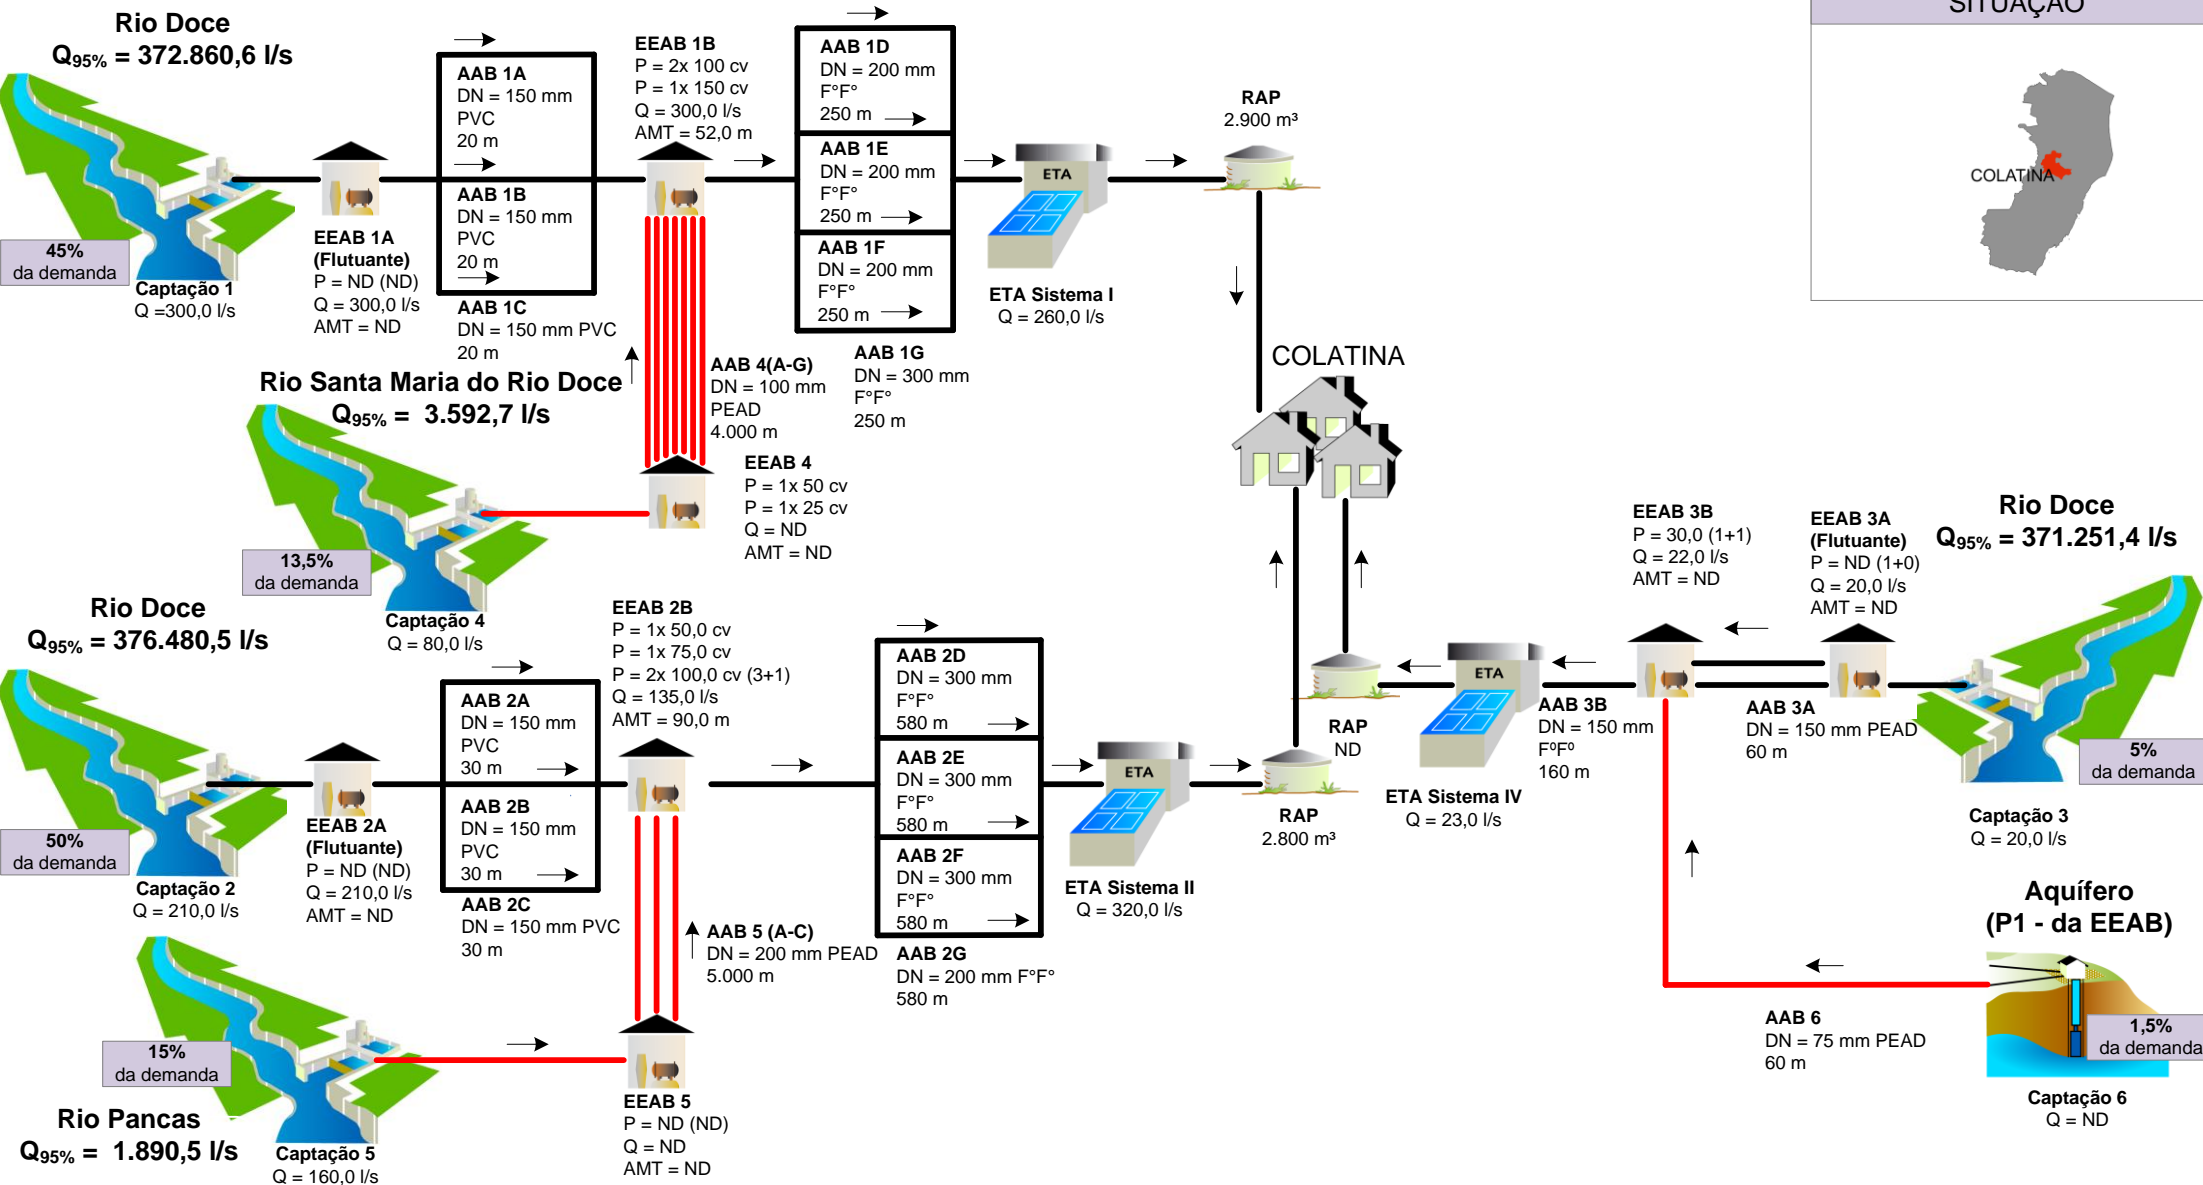 SITUAÇÃO
COLATINA
Rio Doce
Q95% = 372.860,6 l/s
45%
da demanda
Captação 1
Q =300,0 l/s
EEAB 1A
(Flutuante)
P = ND (ND)
Q = 300,0 l/s
AMT = ND
AAB 1A
DN = 150 mm
PVC
20 m
AAB 1B
DN = 150 mm
PVC
20 m
AAB 1C
DN = 150 mm PVC
20 m
EEAB 1B
P = 2x 100 cv
P = 1x 150 cv
Q = 300,0 l/s
AMT = 52,0 m
AAB 1D
DN = 200 mm
F°F°
250 m
AAB 1E
DN = 200 mm
F°F°
250 m
AAB 1F
DN = 200 mm
F°F°
250 m
AAB 1G
DN = 300 mm
F°F°
250 m
ETA
ETA Sistema I
Q = 260,0 l/s
RAP
2.900 m³
COLATINA
Rio Santa Maria do Rio Doce
Q95% = 3.592,7 l/s
13,5%
da demanda
Captação 4
Q = 80,0 l/s
AAB 4(A-G)
DN = 100 mm
PEAD
4.000 m
EEAB 4
P = 1x 50 cv
P = 1x 25 cv
Q = ND
AMT = ND
Rio Doce
Q95% = 376.480,5 l/s
50%
da demanda
Captação 2
Q = 210,0 l/s
EEAB 2A
(Flutuante)
P = ND (ND)
Q = 210,0 l/s
AMT = ND
AAB 2A
DN = 150 mm
PVC
30 m
AAB 2B
DN = 150 mm
PVC
30 m
AAB 2C
DN = 150 mm PVC
30 m
EEAB 2B
P = 1x 50,0 cv
P = 1x 75,0 cv
P = 2x 100,0 cv (3+1)
Q = 135,0 l/s
AMT = 90,0 m
AAB 2D
DN = 300 mm
F°F°
580 m
AAB 2E
DN = 300 mm
F°F°
580 m
AAB 2F
DN = 300 mm
F°F°
580 m
AAB 2G
DN = 200 mm F°F°
580 m
ETA
ETA Sistema II
Q = 320,0 l/s
RAP
2.800 m³
15%
da demanda
Rio Pancas
Q95% = 1.890,5 l/s
Captação 5
Q = 160,0 l/s
AAB 5 (A-C)
DN = 200 mm PEAD
5.000 m
EEAB 5
P = ND (ND)
Q = ND
AMT = ND
RAP
ND
ETA
ETA Sistema IV
Q = 23,0 l/s
AAB 3B
DN = 150 mm
FºFº
160 m
EEAB 3B
P = 30,0 (1+1)
Q = 22,0 l/s
AMT = ND
AAB 3A
DN = 150 mm PEAD
60 m
EEAB 3A
(Flutuante)
P = ND (1+0)
Q = 20,0 l/s
AMT = ND
Rio Doce
Q95% = 371.251,4 l/s
5%
da demanda
Captação 3
Q = 20,0 l/s
Aquífero
(P1 - da EEAB)
AAB 6
DN = 75 mm PEAD
60 m
1,5%
da demanda
Captação 6
Q = ND